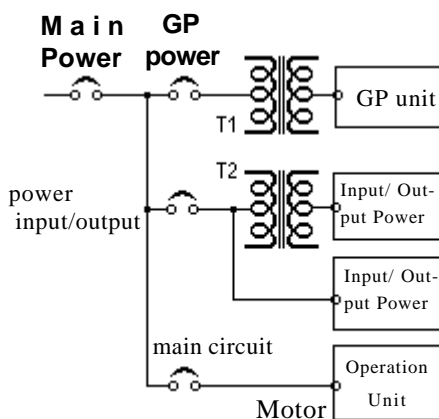 Main
Power
GP
power
GP unit
T1
T2
power
input/output
Input/ Out-
put Power
Input/ Out-
put Power
main circuit
Operation
Unit
Motor